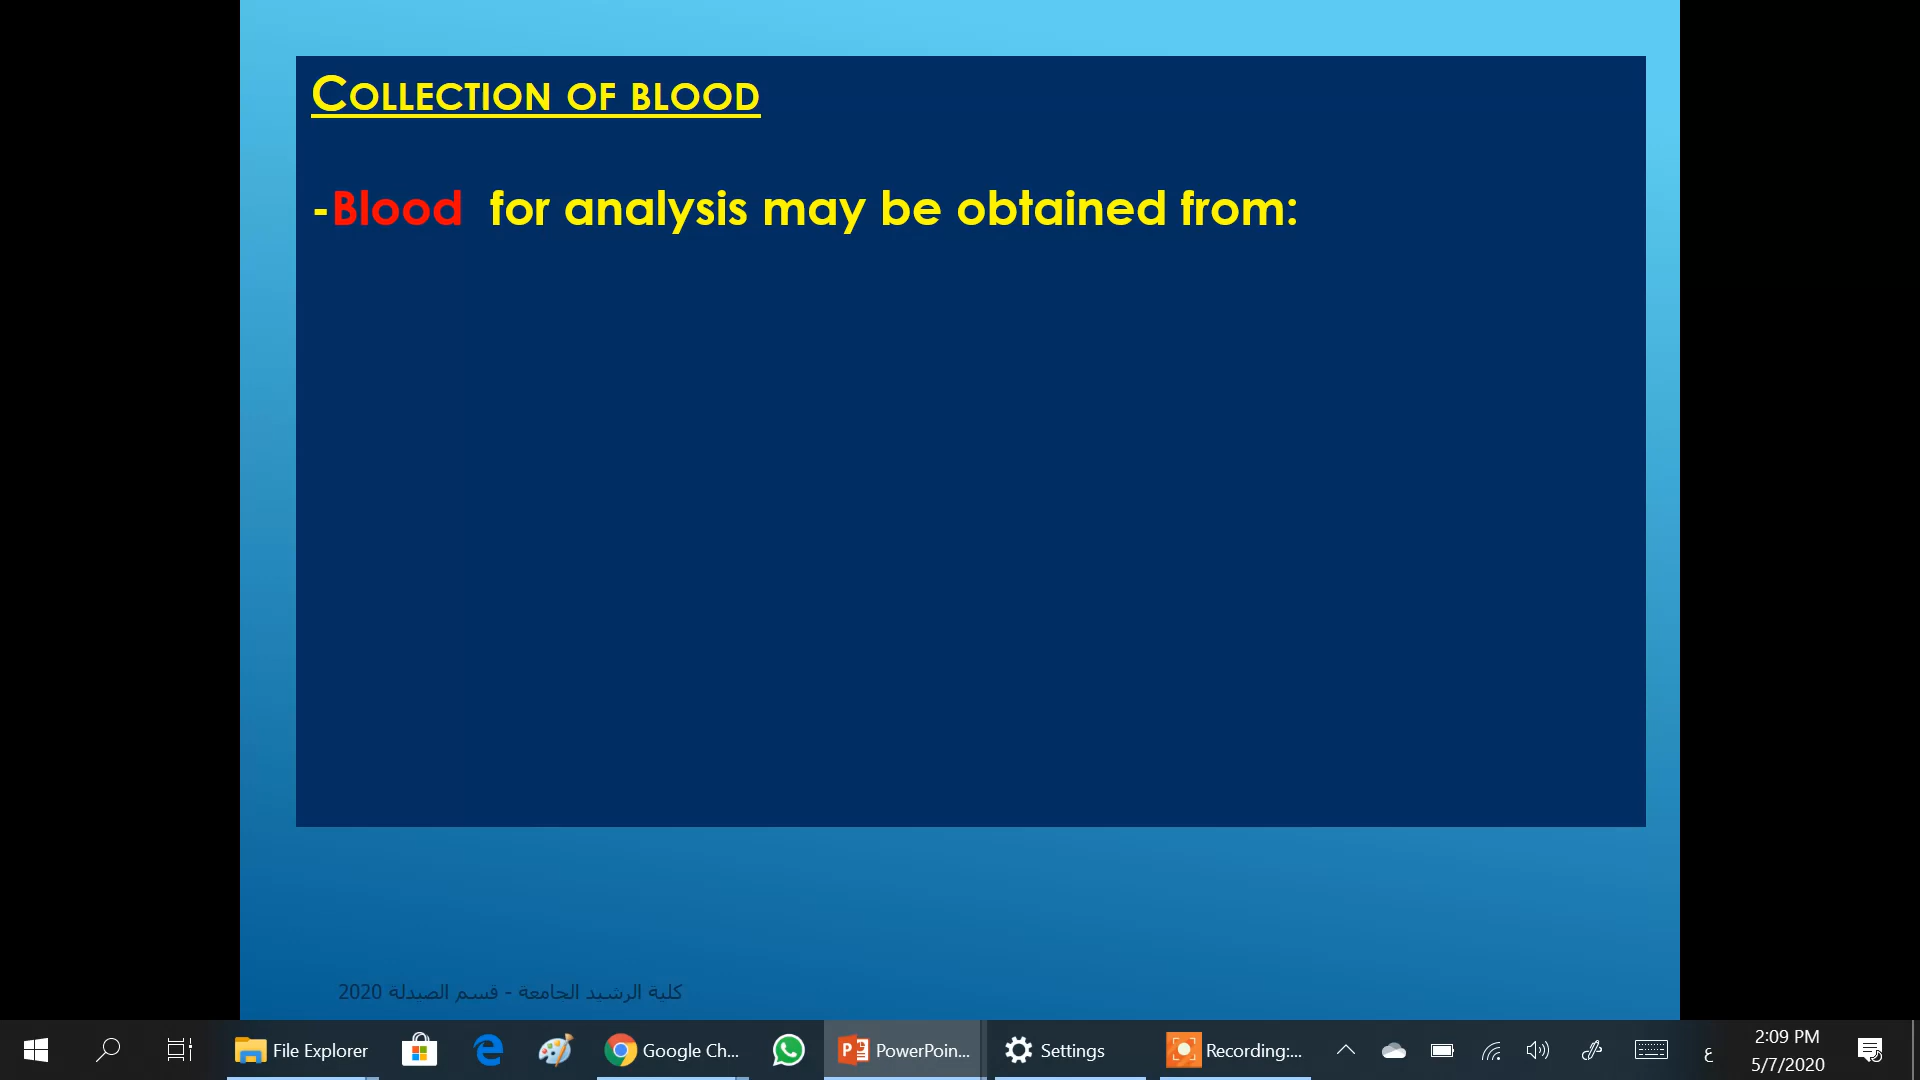 COLLECTION OF BLOOD
-Blood for analysis may be obtained from:
كلية الرشيد الجامعة - قسم الصيدلة 2020
File Explorer
Google Ch...
PowerPoin...
Settings
Recording:...
ع
2:09 PM
5/7/2020